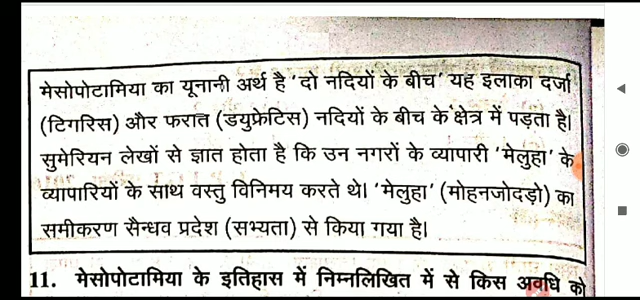 मेसोपोटामिया का यूनानी अर्थ है 'दो नदियों के बीच' यह इलाका दर्जा
(टिगरिस) और फरात (डयुफ्रेटिस) नदियों के बीच के क्षेत्र में पड़ता है।
सुमेरियन लेखों से ज्ञात होता है कि उन नगरों के व्यापारी 'मेलुहा' के
व्यापारियों के साथ वस्तु विनिमय करते थे। 'मेलुहा' (मोहनजोदड़ो) का
समीकरण सैन्धव प्रदेश (सभ्यता) से किया गया है।
11. मेसोपोटामिया के इतिहास में निम्नलिखित में से किस अवधि को